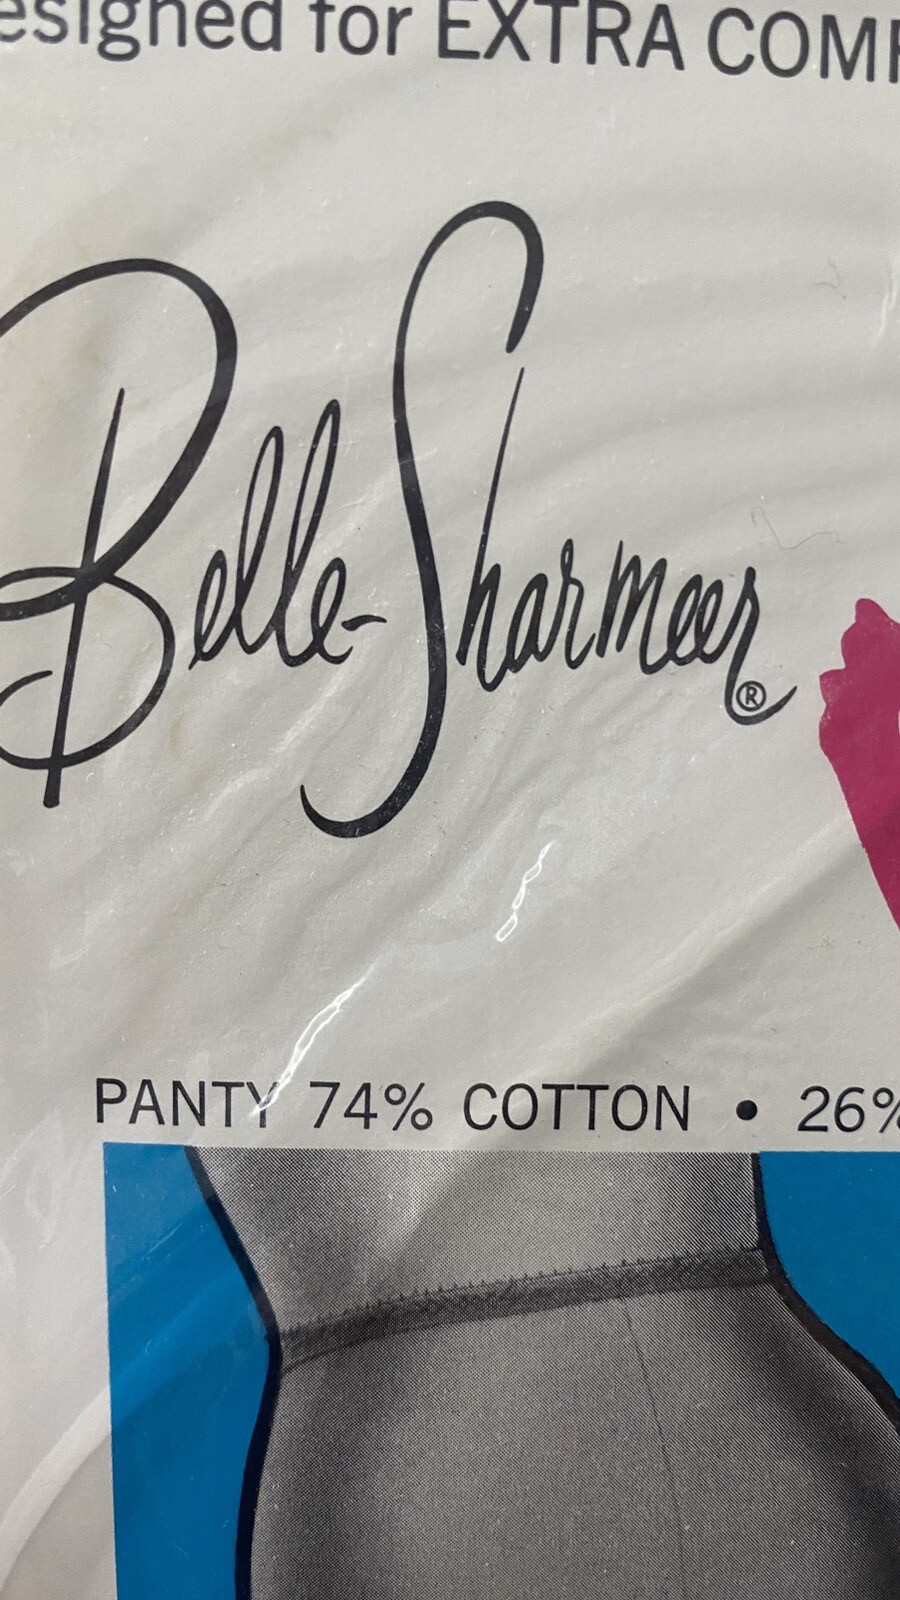 esigned for EXTRA COMF
Belle-Sharmeer®
PANTY 74% COTTON • 26%